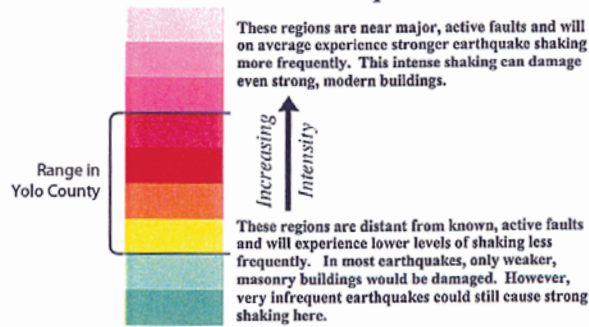 These regions are near major, active faults and will
on average experience stronger earthquake shaking
more frequently. This intense shaking can damage
even strong, modern buildings.
Increasing
Intensity
Range in
Yolo County
These regions are distant from known, active faults
and will experience lower levels of shaking less
frequently. In most earthquakes, only weaker,
masonry buildings would be damaged. However,
very infrequent earthquakes could still cause strong
shaking here.